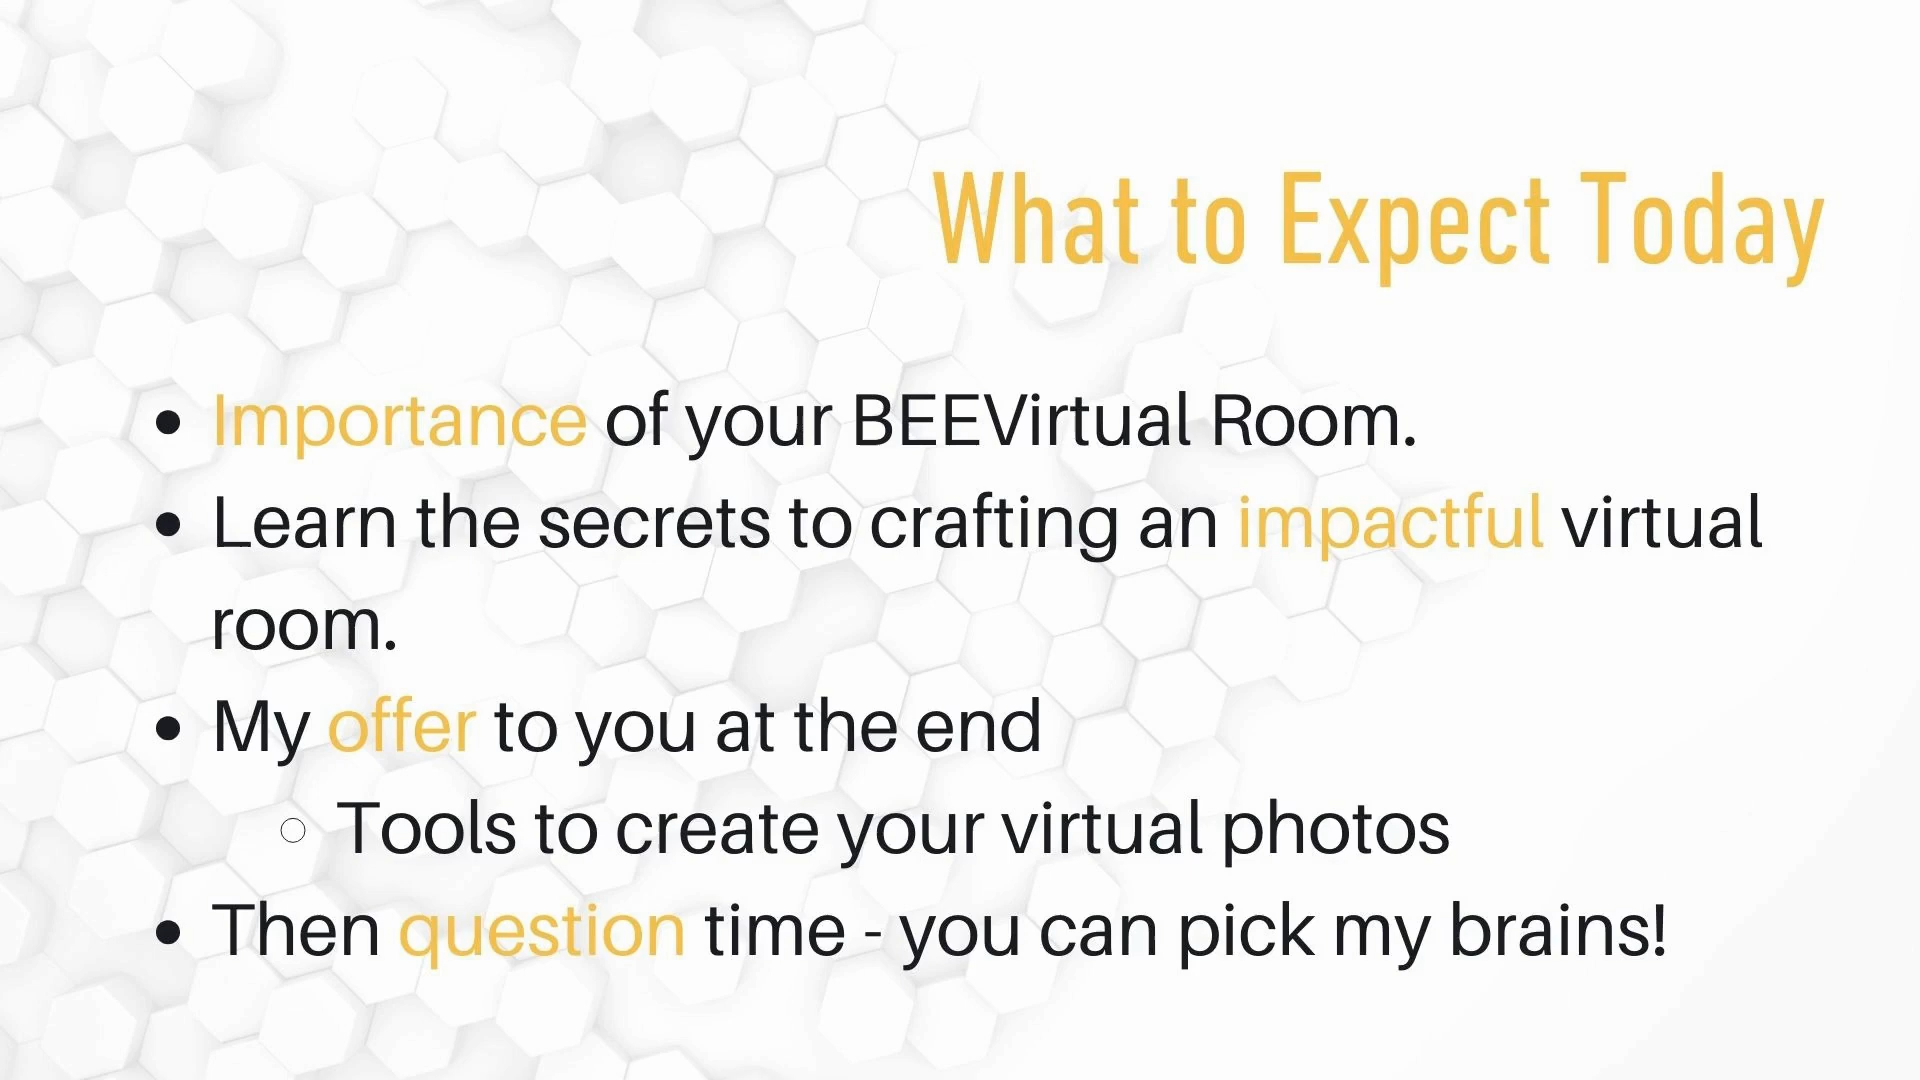 What to Expect Today
• Importance of your BEEVirtual Room.
• Learn the secrets to crafting an impactful virtual
room.
• My offer to you at the end
○ Tools to create your virtual photos
• Then question time - you can pick my brains!